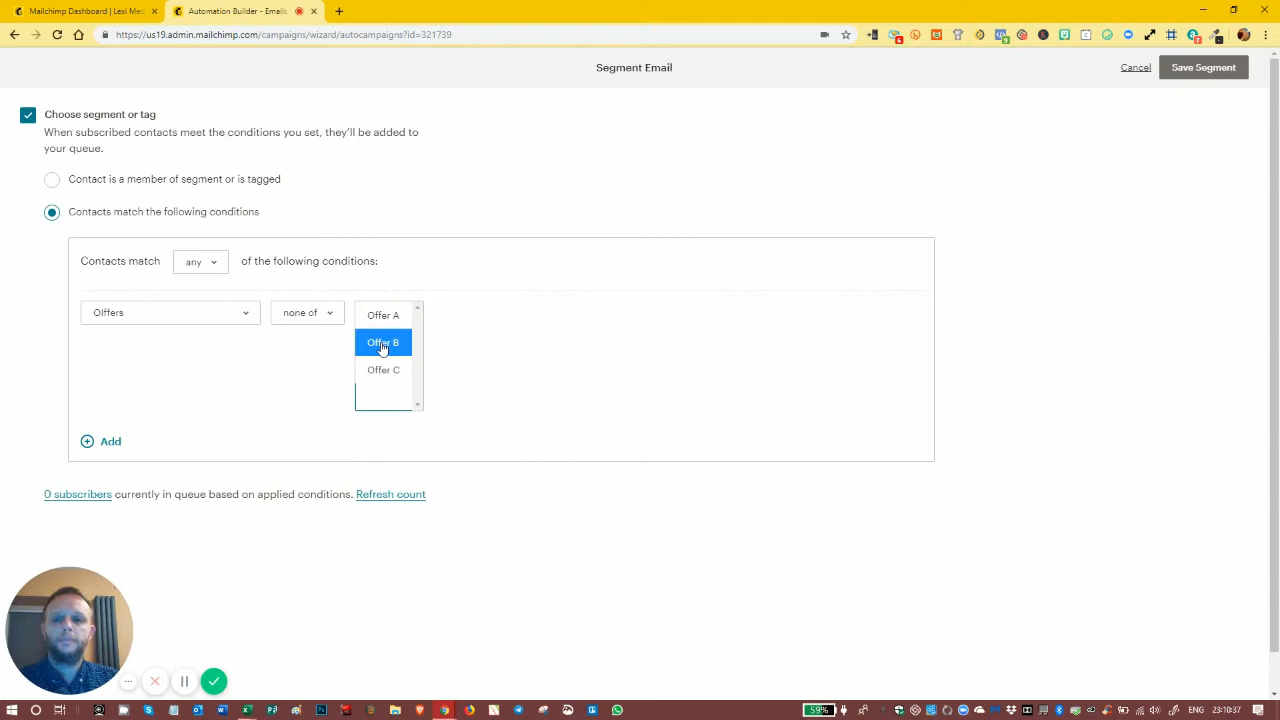 Mailchimp Dashboard | Lexi Med
Automation Builder - Emails
https://us19.admin.mailchimp.com/campaigns/wizard/autocampaigns?id=321739
Segment Email
Cancel
Save Segment
Choose segment or tag
When subscribed contacts meet the conditions you set, they'll be added to
your queue.
Contact is a member of segment or is tagged
Contacts match the following conditions
Contacts match any of the following conditions:
Olffers none of Offer A
Offer B
Offer C
Add
0 subscribers currently in queue based on applied conditions. Refresh count
59%
ENG 23:10:37